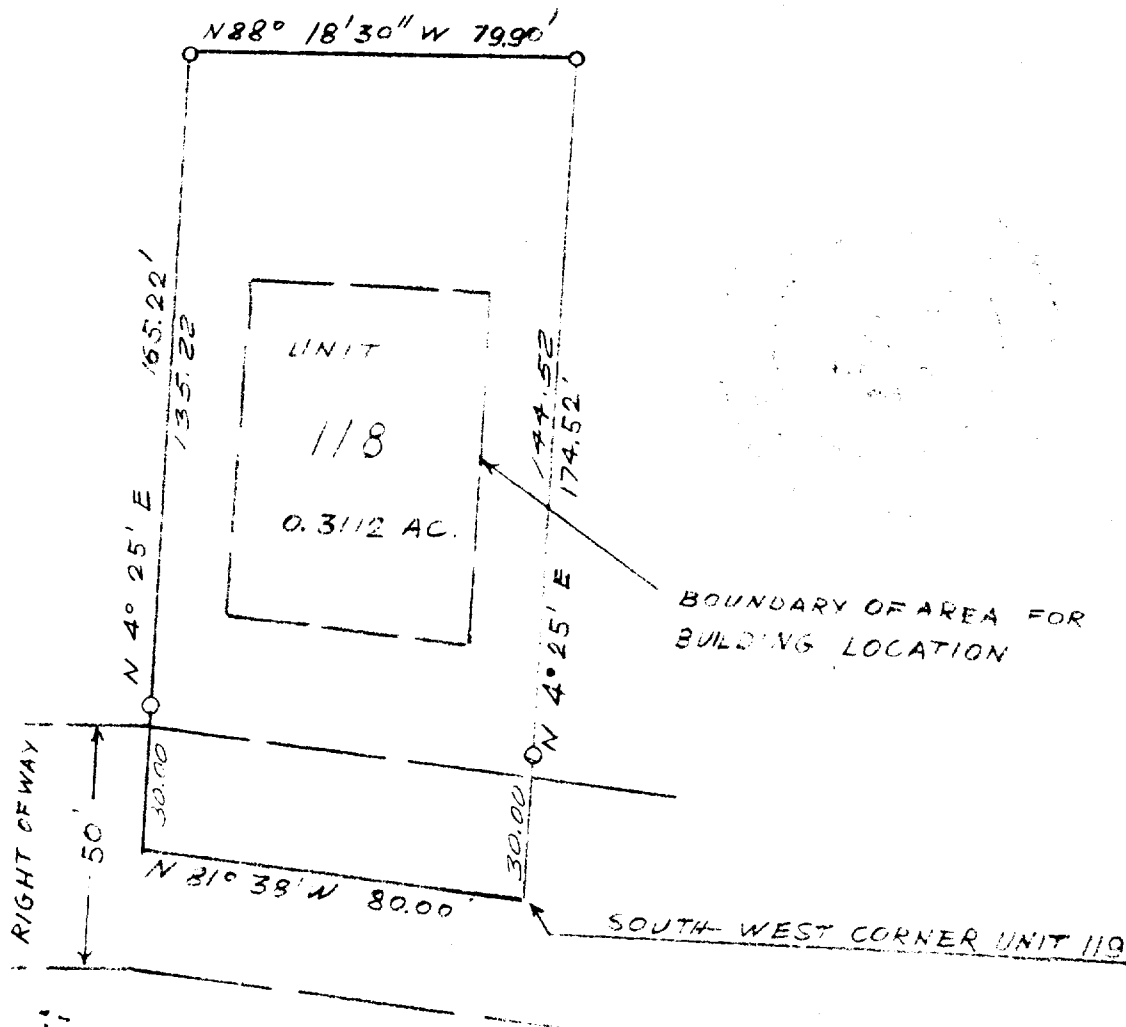 N 88° 18' 30" W 79.90'
165.22'
135.22
UNIT
118
0.3112 AC.
144.52
174.52'
N 4° 25' E
N 4° 25' E
BOUNDARY OF AREA FOR
BUILDING LOCATION
RIGHT OF WAY
50'
30.00
30.00
N 81° 38' W 80.00'
SOUTH-WEST CORNER UNIT 119